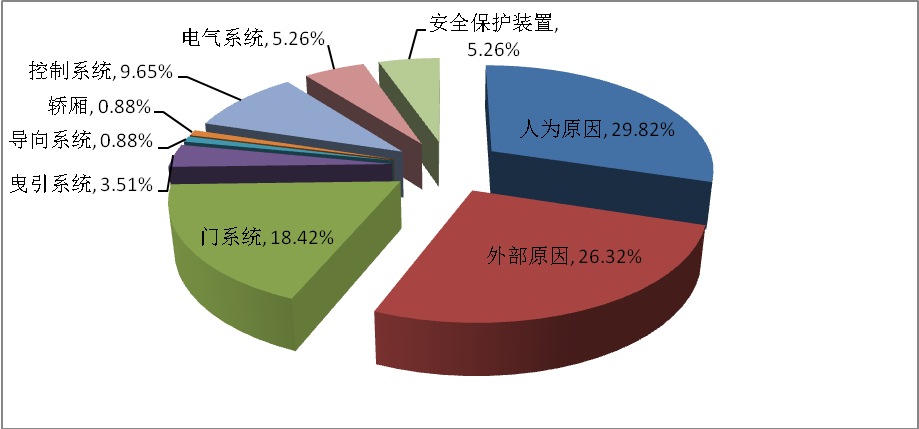 安全保护装置,
5.26%
电气系统, 5.26%
控制系统, 9.65%
轿厢, 0.88%
导向系统, 0.88%
曳引系统, 3.51%
人为原因, 29.82%
门系统, 18.42%
外部原因, 26.32%